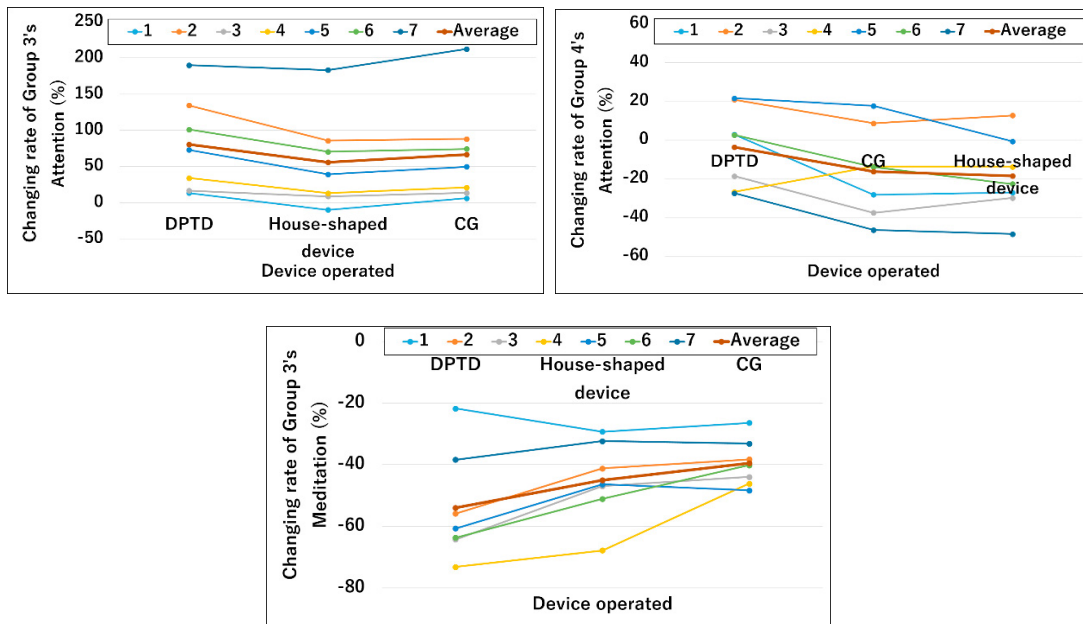 Changing rate of Group 3's
Attention (%)
250
200
150
100
50
0
-50
1 2 3 4 5 6 7 Average
DPTD House-shaped CG
device
Device operated
Changing rate of Group 4's
Attention (%)
60
40
20
0
-20
-40
-60
1 2 3 4 5 6 7 Average
DPTD CG House-shaped
device
Device operated
Changing rate of Group 3's
Meditation (%)
0
-20
-40
-60
-80
1 2 3 4 5 6 7 Average
DPTD House-shaped CG
device
Device operated